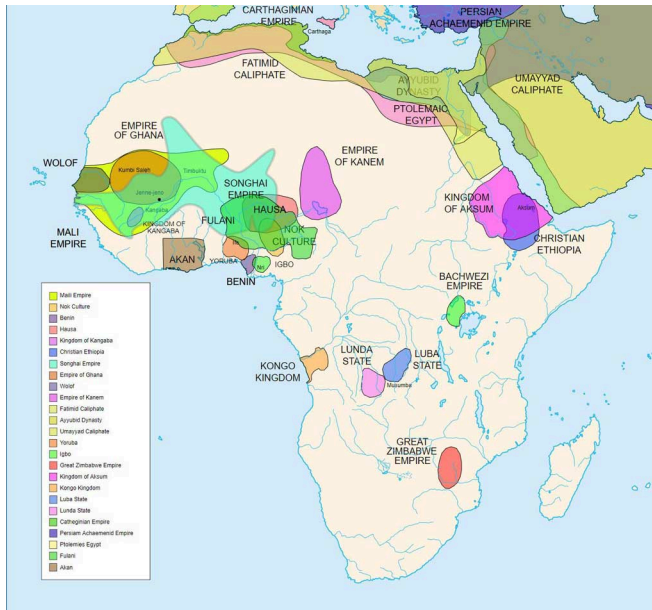 CARTHAGINIAN
EMPIRE
Carthaga
PERSIAN
ACHAEMENID EMPIRE
FATIMID
CALIPHATE
AYYUBID
DYNASTY
UMAYYAD
CALIPHATE
PTOLEMAIC
EGYPT
EMPIRE
OF GHANA
WOLOF
Kumbi Saleh
Timbuktu
Jenne-jeno
Kangaba
KINGDOM OF
KANGABA
MALI
EMPIRE
SONGHAI
EMPIRE
FULANI
HAUSA
NOK
CULTURE
EMPIRE
OF KANEM
KINGDOM
OF AKSUM
CHRISTIAN
ETHIOPIA
AKAN
YORUBA
IGBO
Nri
BENIN
BACHWEZI
EMPIRE
KONGO
KINGDOM
LUNDA
STATE
LUBA
STATE
Musumba
GREAT
ZIMBABWE
EMPIRE
Mali Empire
Nok Culture
Benin
Hausa
Kingdom of Kangaba
Christian Ethiopia
Songhai Empire
Empire of Ghana
Wolof
Empire of Kanem
Fatimid Caliphate
Ayyubid Dynasty
Umayyad Caliphate
Yoruba
Igbo
Great Zimbabwe Empire
Kingdom of Aksum
Kongo Kingdom
Luba State
Lunda State
Catheginian Empire
Persiam Achaemenid Empire
Ptolemies Egypt
Fulani
Akan